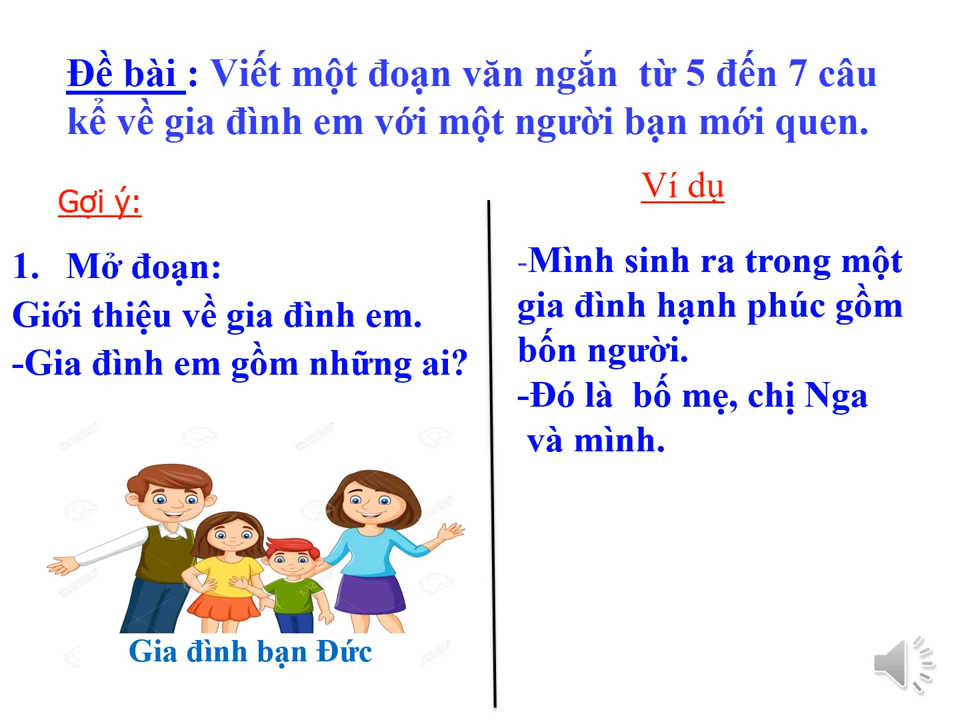 Đề bài : Viết một đoạn văn ngắn từ 5 đến 7 câu
kể về gia đình em với một người bạn mới quen.
Gợi ý:
1. Mở đoạn:
Giới thiệu về gia đình em.
-Gia đình em gồm những ai?
Gia đình bạn Đức
Ví dụ
-Mình sinh ra trong một
gia đình hạnh phúc gồm
bốn người.
-Đó là bố mẹ, chị Nga
và mình.